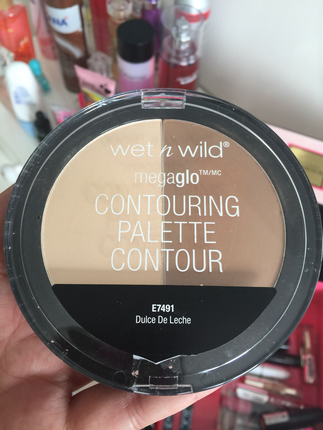 wet n wild®
megaglo™/MC
CONTOURING
PALETTE
CONTOUR
E7491
Dulce De Leche